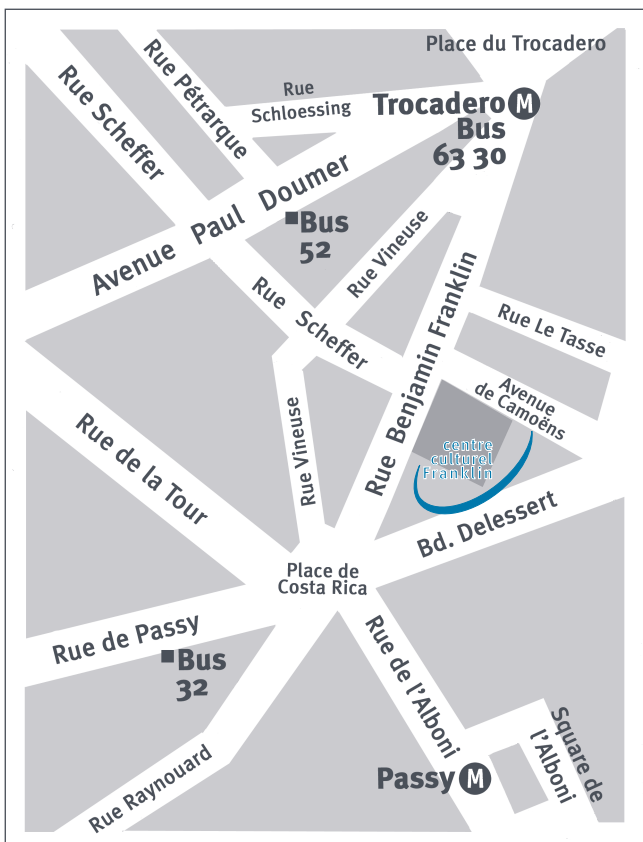 Place du Trocadero
Rue Pétrarque
Rue Scheffer
Rue
Schloessing
Trocadero M
Bus
63 30
Avenue Paul Doumer
Bus
52
Rue Vineuse
Rue Scheffer
Rue Benjamin Franklin
Rue Le Tasse
Avenue
de Camoëns
Rue Vineuse
centre
culturel
Franklin
Rue de la Tour
Bd. Delessert
Place de
Costa Rica
Rue de Passy
Bus
32
Rue de l'Alboni
Square de
l'Alboni
Rue Raynouard
Passy M